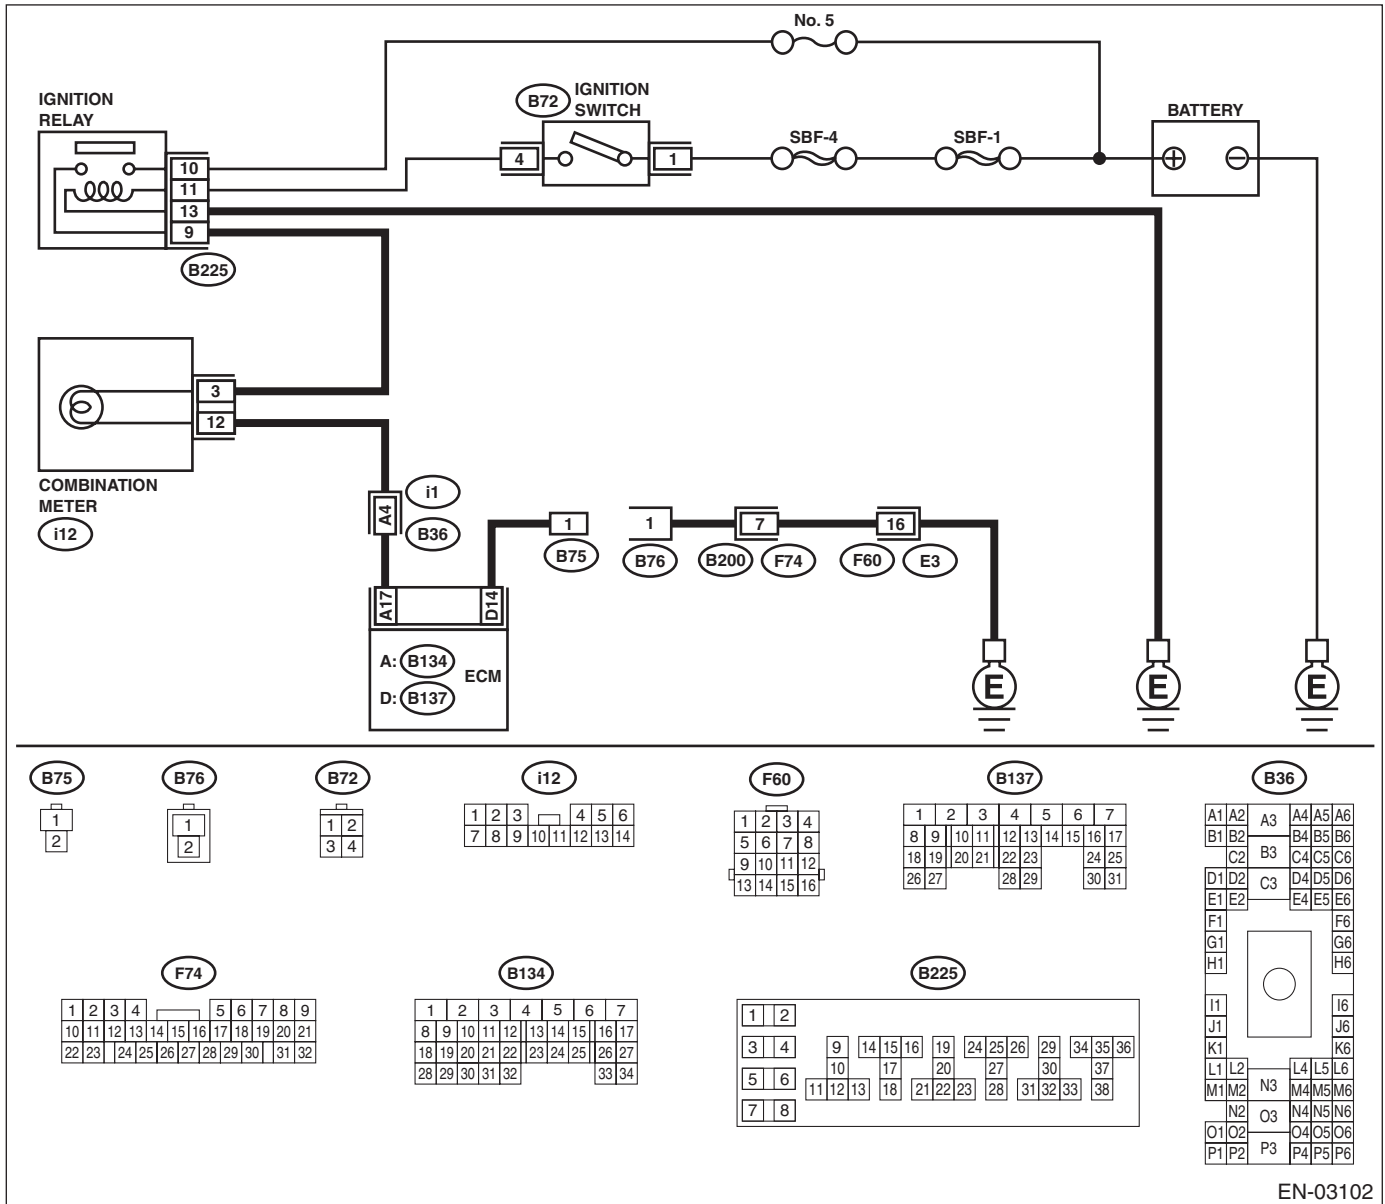 No. 5
IGNITION
RELAY
B72
IGNITION
SWITCH
BATTERY
SBF-4
SBF-1
4
1
10
11
13
9
B225
3
12
COMBINATION
METER
i12
A4
i1
B36
1
B75
1
B76
7
B200
F74
16
F60
E3
A17
D14
A: B134
ECM
D: B137
E
E
E
B75
1
2
B76
1
2
B72
1 2
3 4
i12
1 2 3 4 5 6
7 8 9 10 11 12 13 14
F60
1 2 3 4
5 6 7 8
9 10 11 12
13 14 15 16
B137
1 2 3 4 5 6 7
8 9 10 11 12 13 14 15 16 17
18 19 20 21 22 23 24 25
26 27 28 29 30 31
B36
A1 A2 A3 A4 A5 A6
B1 B2 B3 B4 B5 B6
C2 C3 C4 C5 C6
D1 D2 D4 D5 D6
E1 E2 E4 E5 E6
F1 F6
G1 G6
H1 H6
I1 I6
J1 J6
K1 K6
L1 L2 L4 L5 L6
M1 M2 N3 M4 M5 M6
N2 O3 N4 N5 N6
O1 O2 O4 O5 O6
P1 P2 P3 P4 P5 P6
F74
1 2 3 4 5 6 7 8 9
10 11 12 13 14 15 16 17 18 19 20 21
22 23 24 25 26 27 28 29 30 31 32
B134
1 2 3 4 5 6 7
8 9 10 11 12 13 14 15 16 17
18 19 20 21 22 23 24 25 26 27
28 29 30 31 32 33 34
B225
1 2
3 4 9 14 15 16 19 24 25 26 29 34 35 36
10 17 20 27 30 37
5 6 11 12 13 18 21 22 23 28 31 32 33 38
7 8
EN-03102